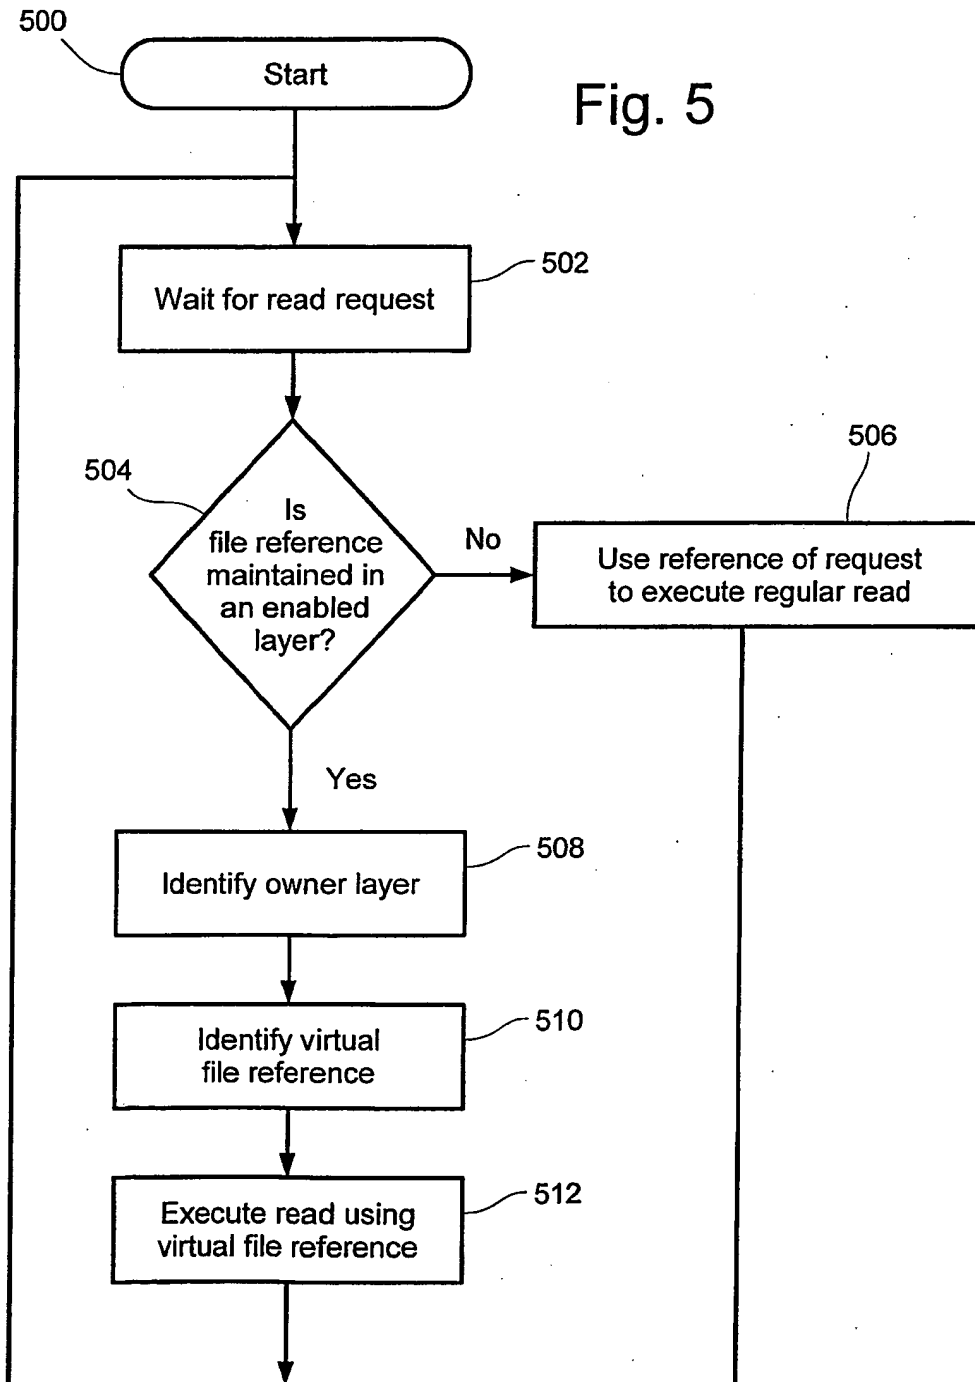 500
Start
Fig. 5
Wait for read request
502
504
Is
file reference
maintained in
an enabled
layer?
No
506
Use reference of request
to execute regular read
Yes
Identify owner layer
508
Identify virtual
file reference
510
Execute read using
virtual file reference
512